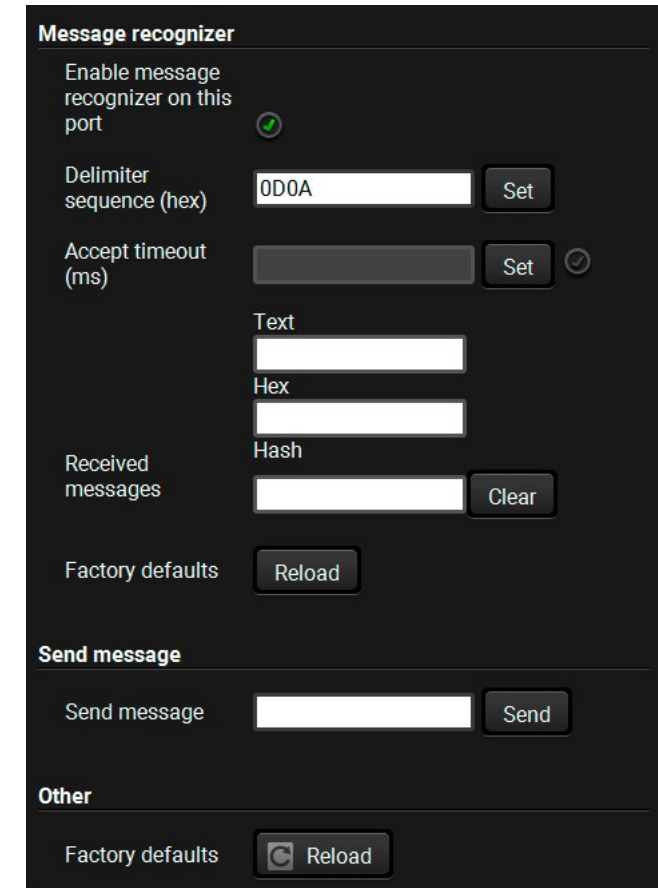 Message recognizer
Enable message
recognizer on this
port
Delimiter
sequence (hex)
0D0A
Set
Accept timeout
(ms)
Set
Text
Hex
Hash
Received
messages
Clear
Factory defaults
Reload
Send message
Send message
Send
Other
Factory defaults
Reload